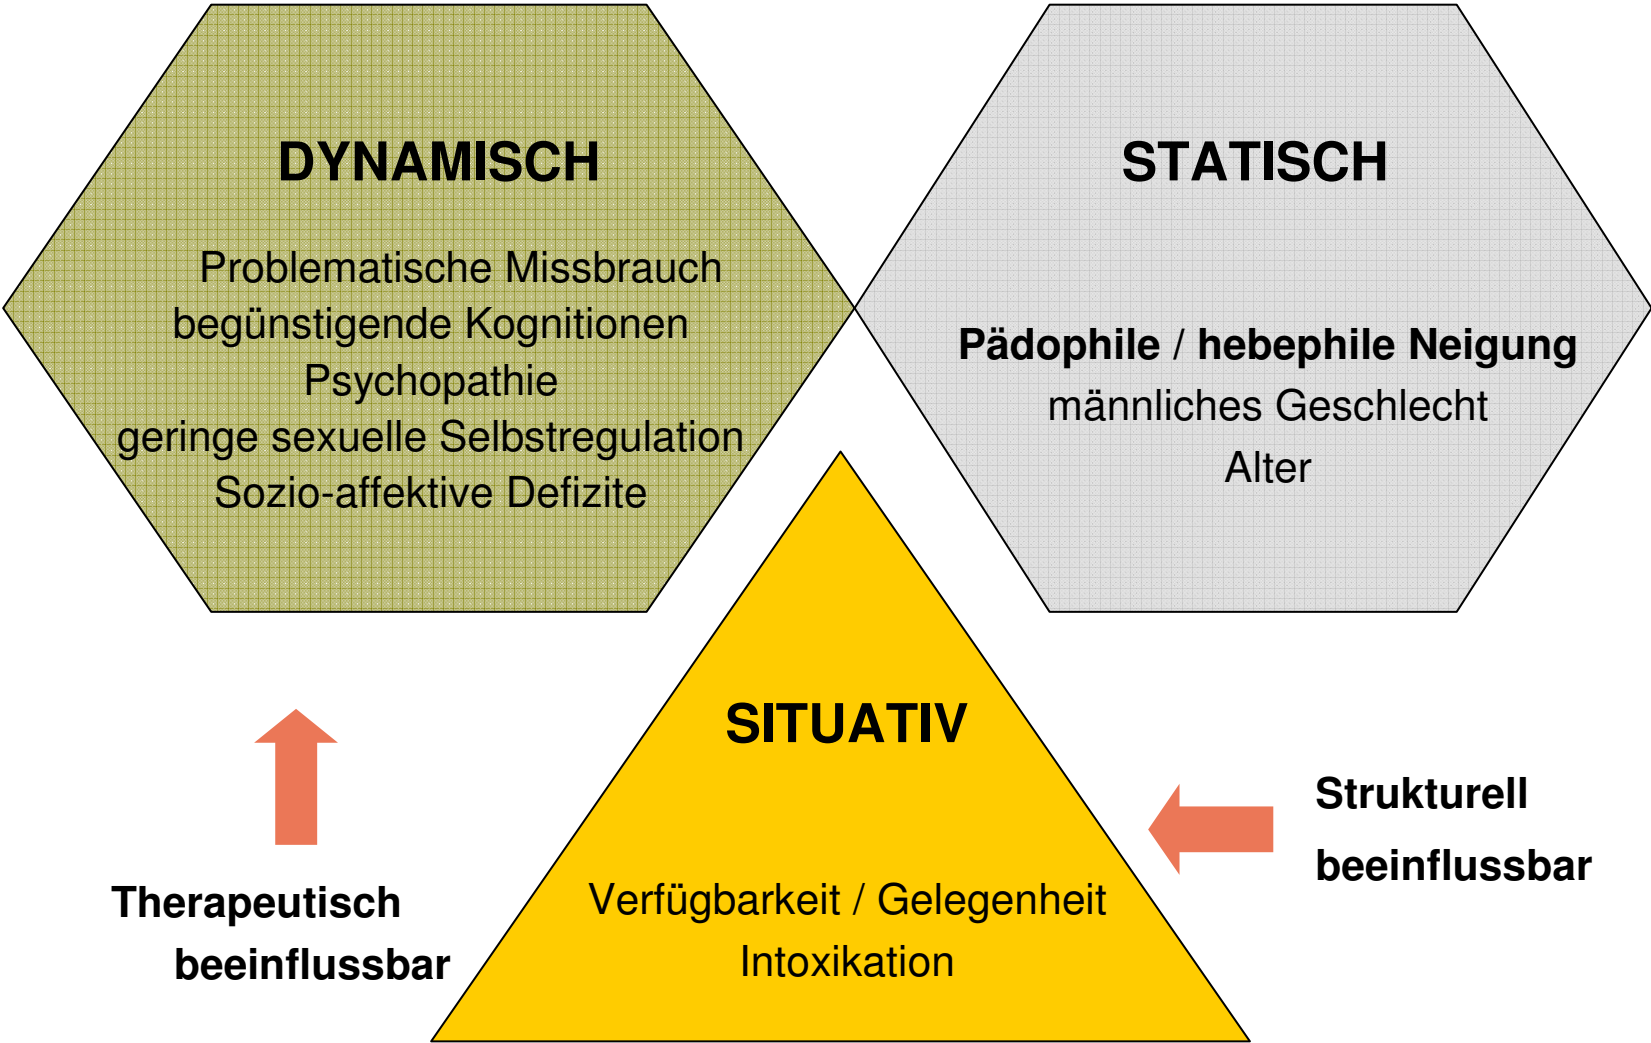 DYNAMISCH
Problematische Missbrauch
begünstigende Kognitionen
Psychopathie
geringe sexuelle Selbstregulation
Sozio-affektive Defizite
STATISCH
Pädophile / hebephile Neigung
männliches Geschlecht
Alter
SITUATIV
Verfügbarkeit / Gelegenheit
Intoxikation
Therapeutisch
beeinflussbar
Strukturell
beeinflussbar